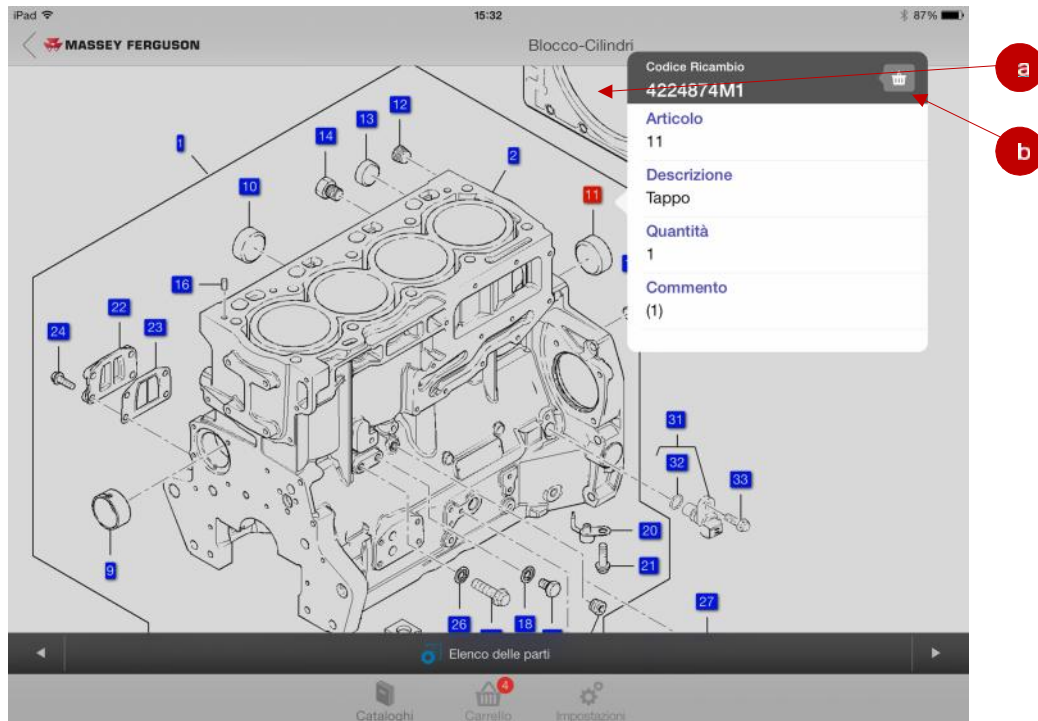 iPad 15:32 87%
MASSEY FERGUSON Blocco-Cilindri
Codice Ricambio
4224874M1
Articolo
11
Descrizione
Tappo
Quantità
1
Commento
(1)
a
b
12
13
14
1
2
10
11
16
22
23
24
31
32
33
20
9
21
27
26
18
Elenco delle parti
4
Cataloghi Carrello Impostazioni